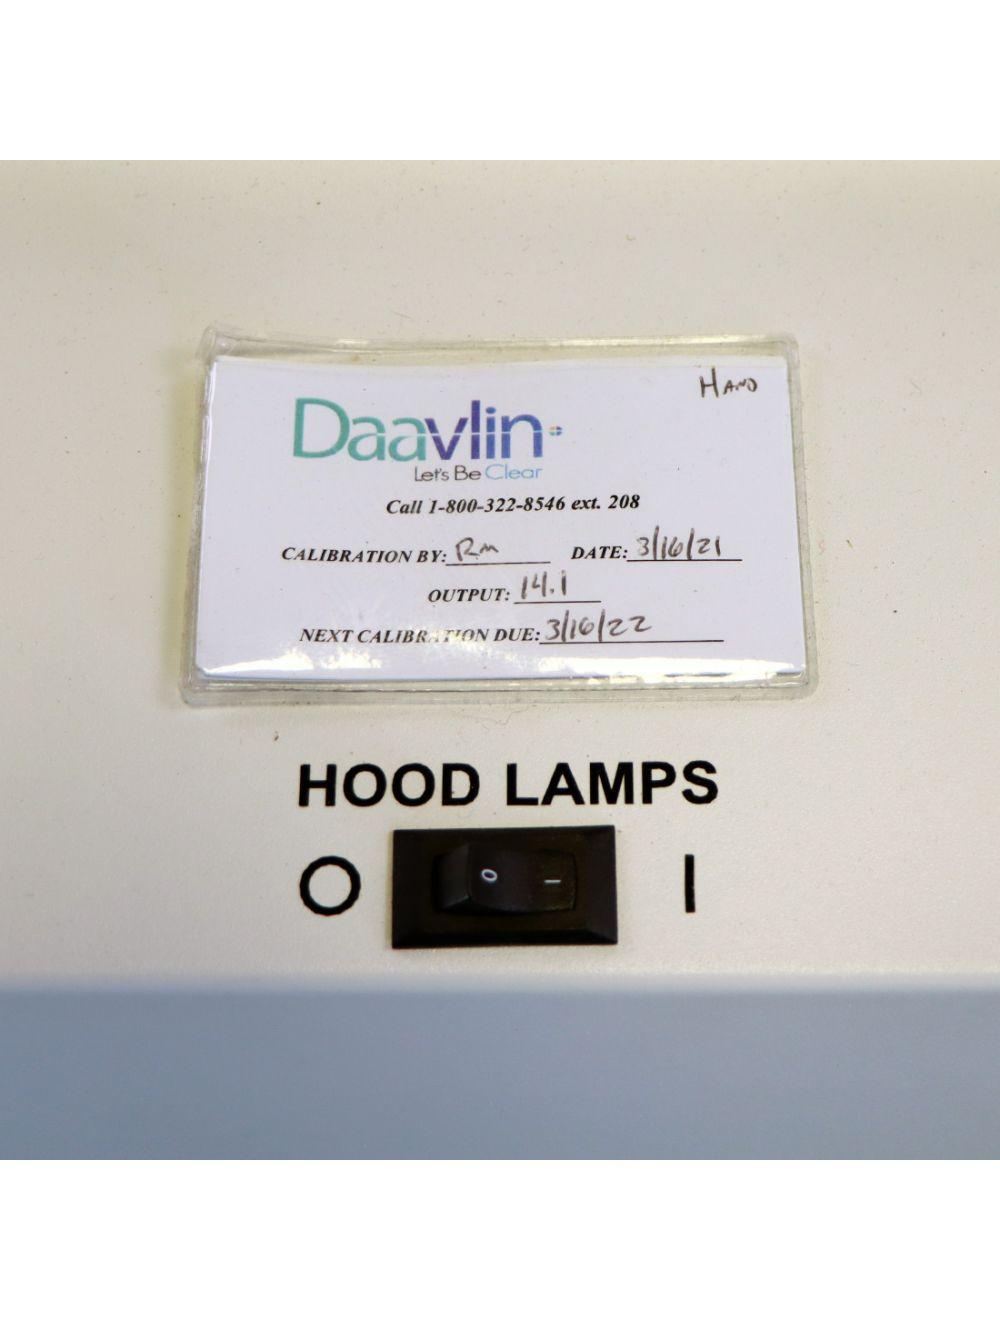 HAND
Daavlin
Let's Be Clear
Call 1-800-322-8546 ext. 208
CALIBRATION BY: RM DATE: 3/16/21
OUTPUT: 14.1
NEXT CALIBRATION DUE: 3/16/22
HOOD LAMPS
O O I I